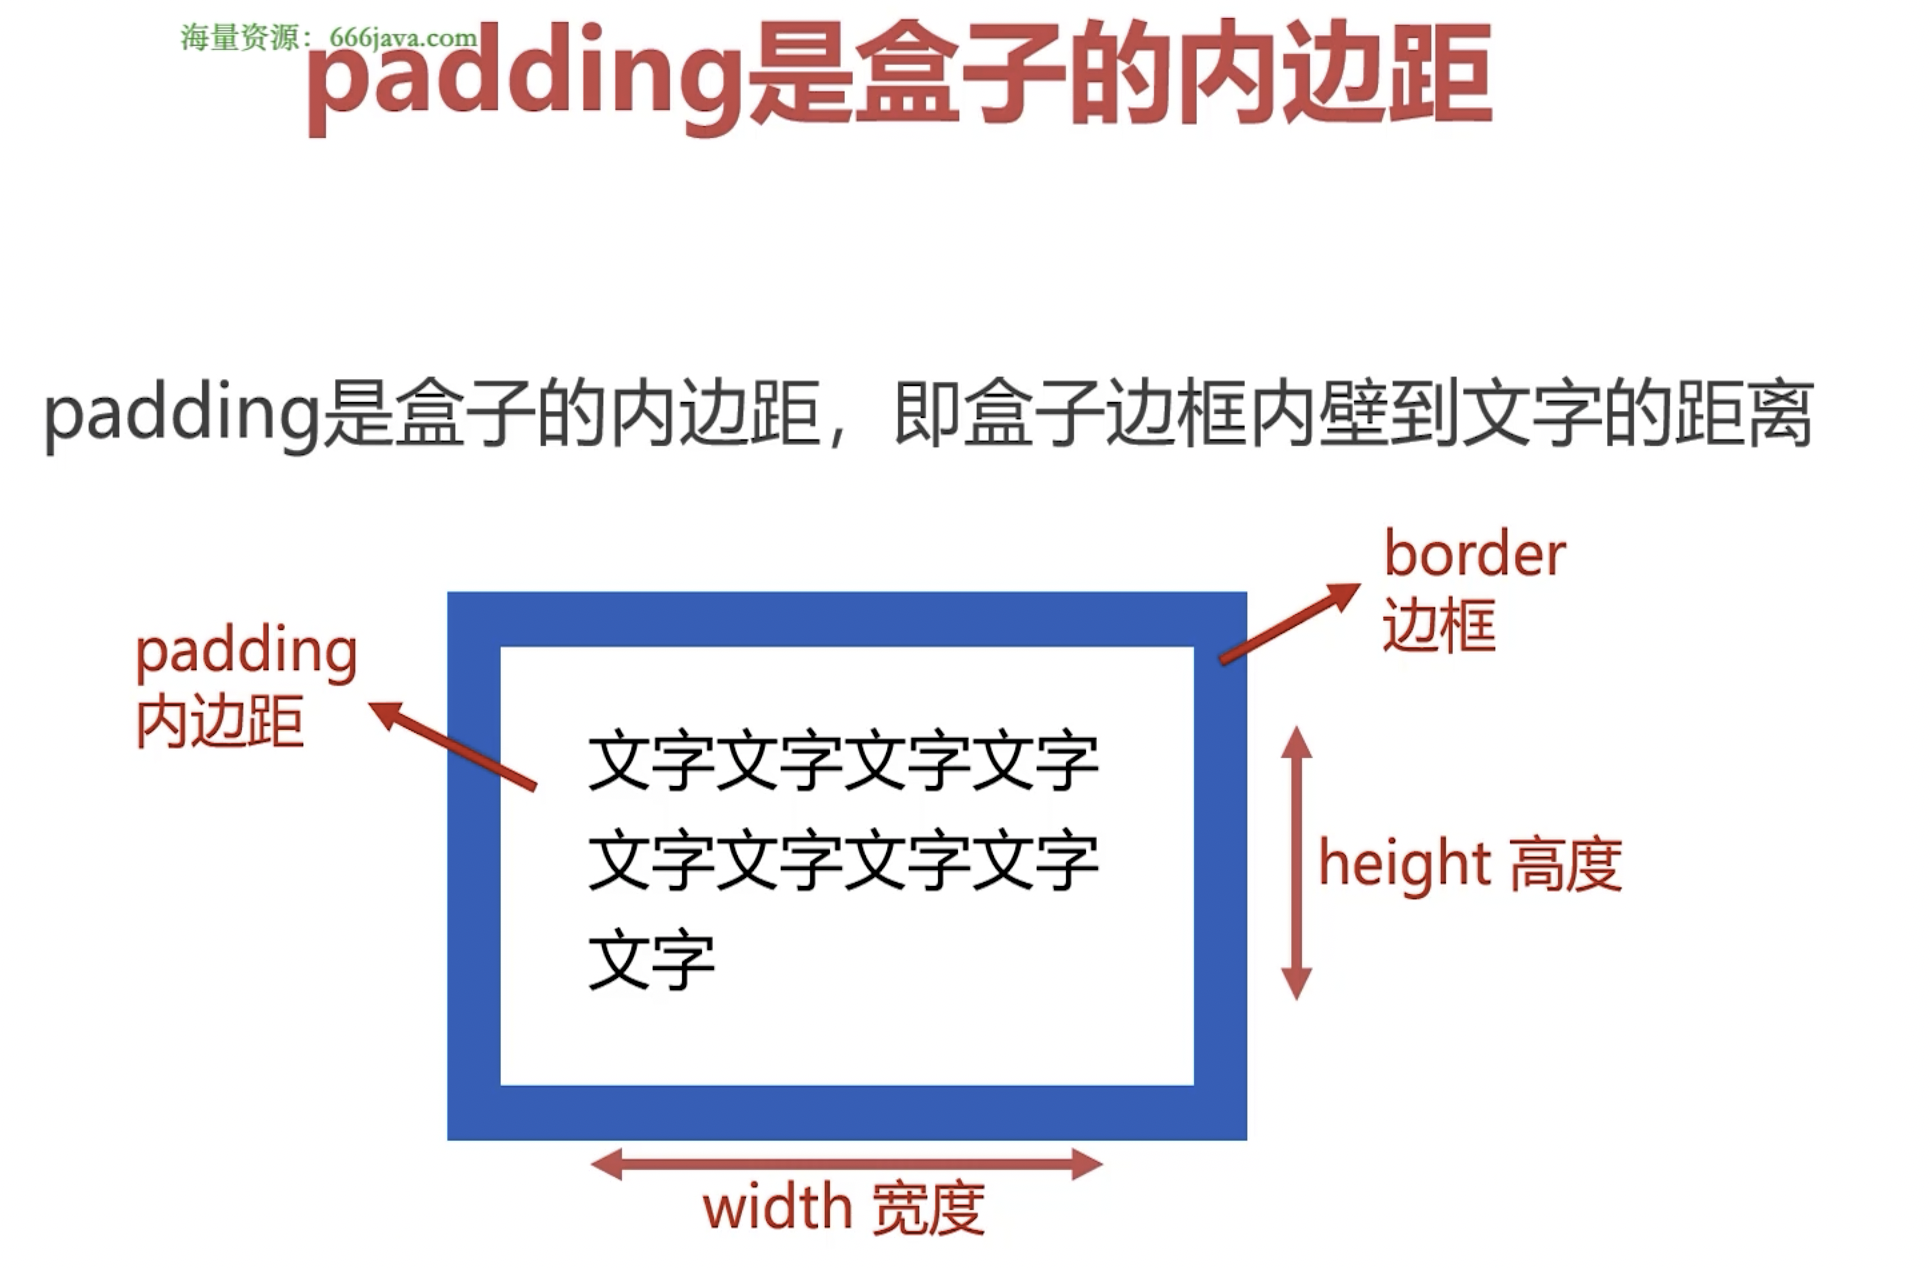 海量资源：666java.com
padding是盒子的内边距
padding是盒子的内边距，即盒子边框内壁到文字的距离
border
边框
padding
内边距
文字文字文字文字
文字文字文字文字
文字
height 高度
width 宽度